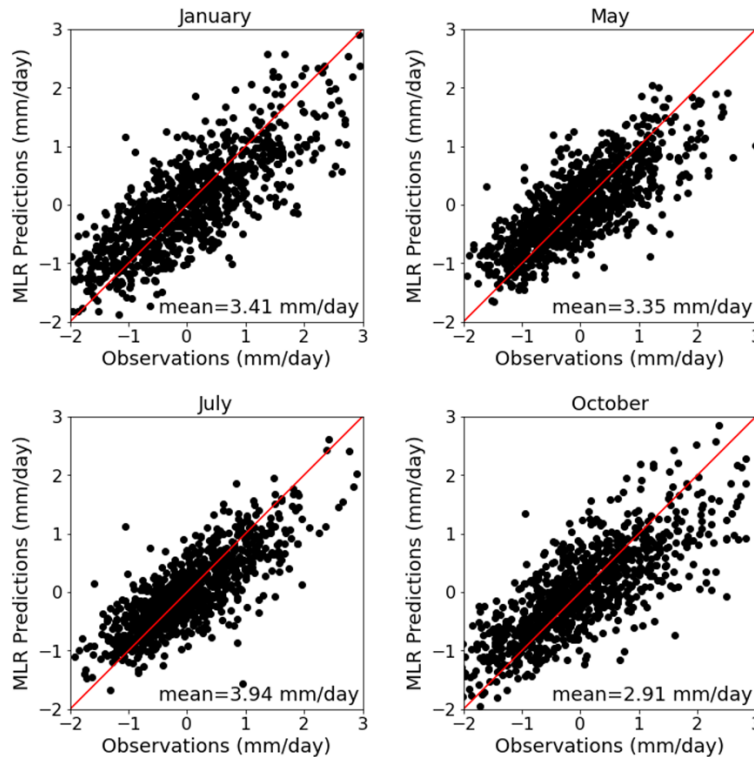 January
MLR Predictions (mm/day)
3
2
1
0
−1
−2
mean=3.41 mm/day
−2 −1 0 1 2 3
Observations (mm/day)
May
MLR Predictions (mm/day)
3
2
1
0
−1
−2
mean=3.35 mm/day
−2 −1 0 1 2 3
Observations (mm/day)
July
MLR Predictions (mm/day)
3
2
1
0
−1
−2
mean=3.94 mm/day
−2 −1 0 1 2 3
Observations (mm/day)
October
MLR Predictions (mm/day)
3
2
1
0
−1
−2
mean=2.91 mm/day
−2 −1 0 1 2 3
Observations (mm/day)